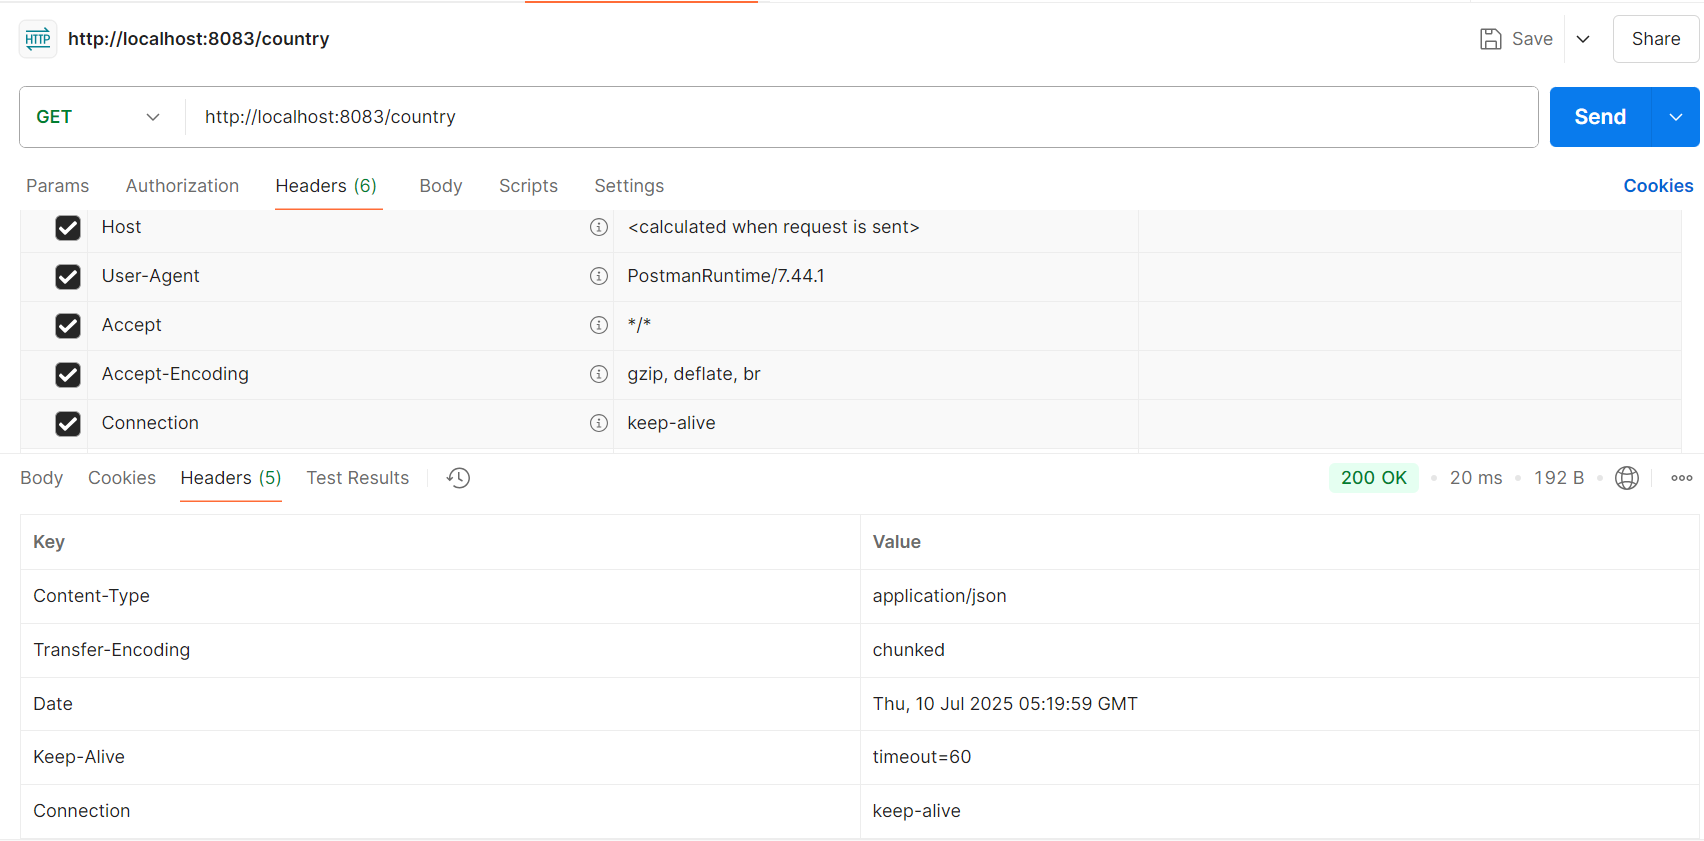 HTTP http://localhost:8083/country Save Share
GET http://localhost:8083/country Send
Params Authorization Headers (6) Body Scripts Settings Cookies
Host <calculated when request is sent>
User-Agent PostmanRuntime/7.44.1
Accept */*
Accept-Encoding gzip, deflate, br
Connection keep-alive
Body Cookies Headers (5) Test Results 200 OK • 20 ms • 192 B •
Key Value
Content-Type application/json
Transfer-Encoding chunked
Date Thu, 10 Jul 2025 05:19:59 GMT
Keep-Alive timeout=60
Connection keep-alive